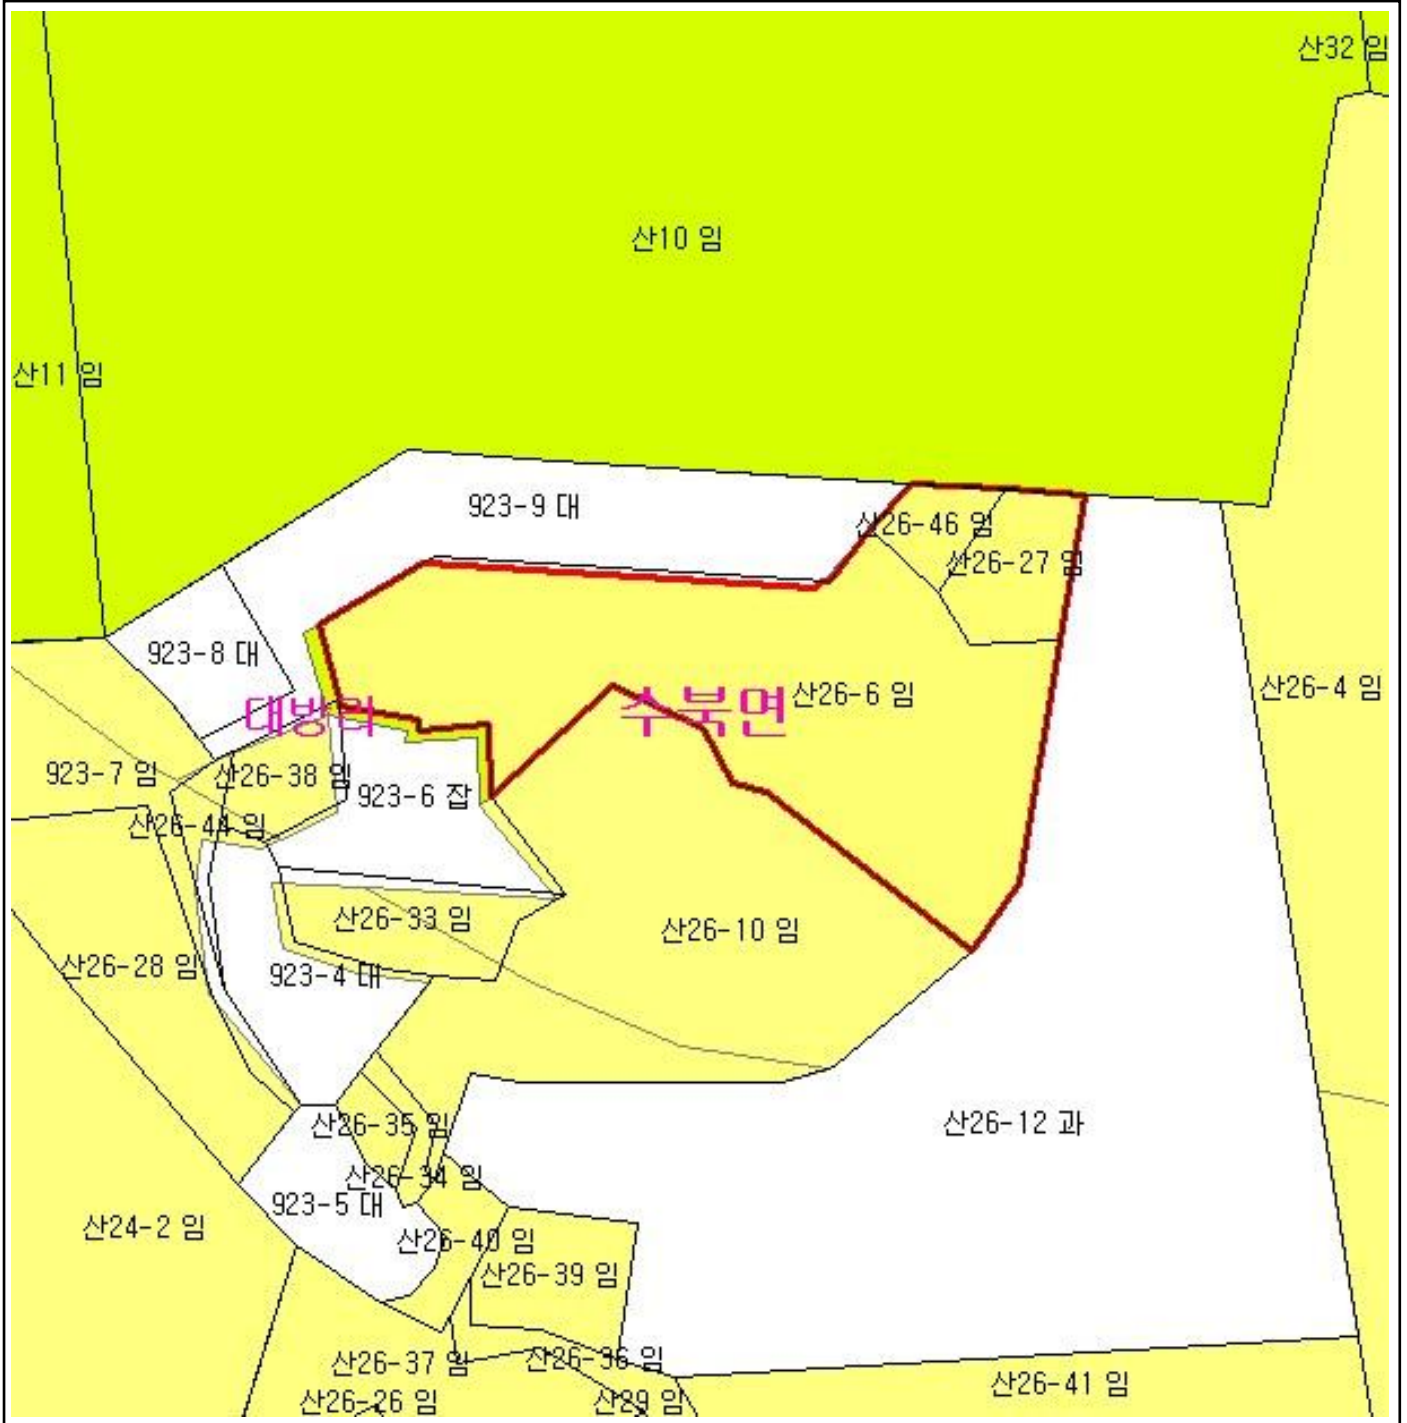 산32 임
산10 임
산11 임
923-9 대
산26-46 임
산26-27 임
923-8 대
산26-4 임
산26-6 임
대방리
수북면
923-7 임
산26-38 임
923-6 잡
산26-44 임
산26-33 임
산26-10 임
산26-28 임
923-4 대
산26-35 임
산26-12 과
산26-34 임
923-5 대
산24-2 임
산26-40 임
산26-39 임
산26-37 임
산26-36 임
산26-41 임
산26-26 임
산29 임